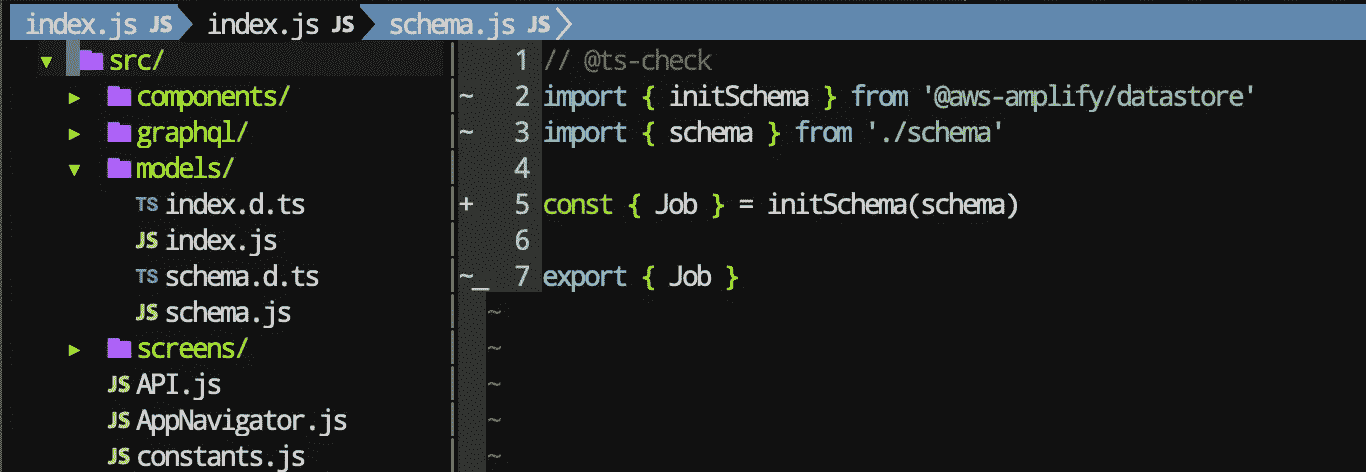 index.js JS index.js JS schema.js JS
▾ src/
▸ components/
▸ graphql/
▾ models/
TS index.d.ts
JS index.js
TS schema.d.ts
JS schema.js
▸ screens/
JS API.js
JS AppNavigator.js
JS constants.js
1 // @ts-check
~ 2 import { initSchema } from '@aws-amplify/datastore'
~ 3 import { schema } from './schema'
4
+ 5 const { Job } = initSchema(schema)
6
~_ 7 export { Job }
~
~
~
~
~